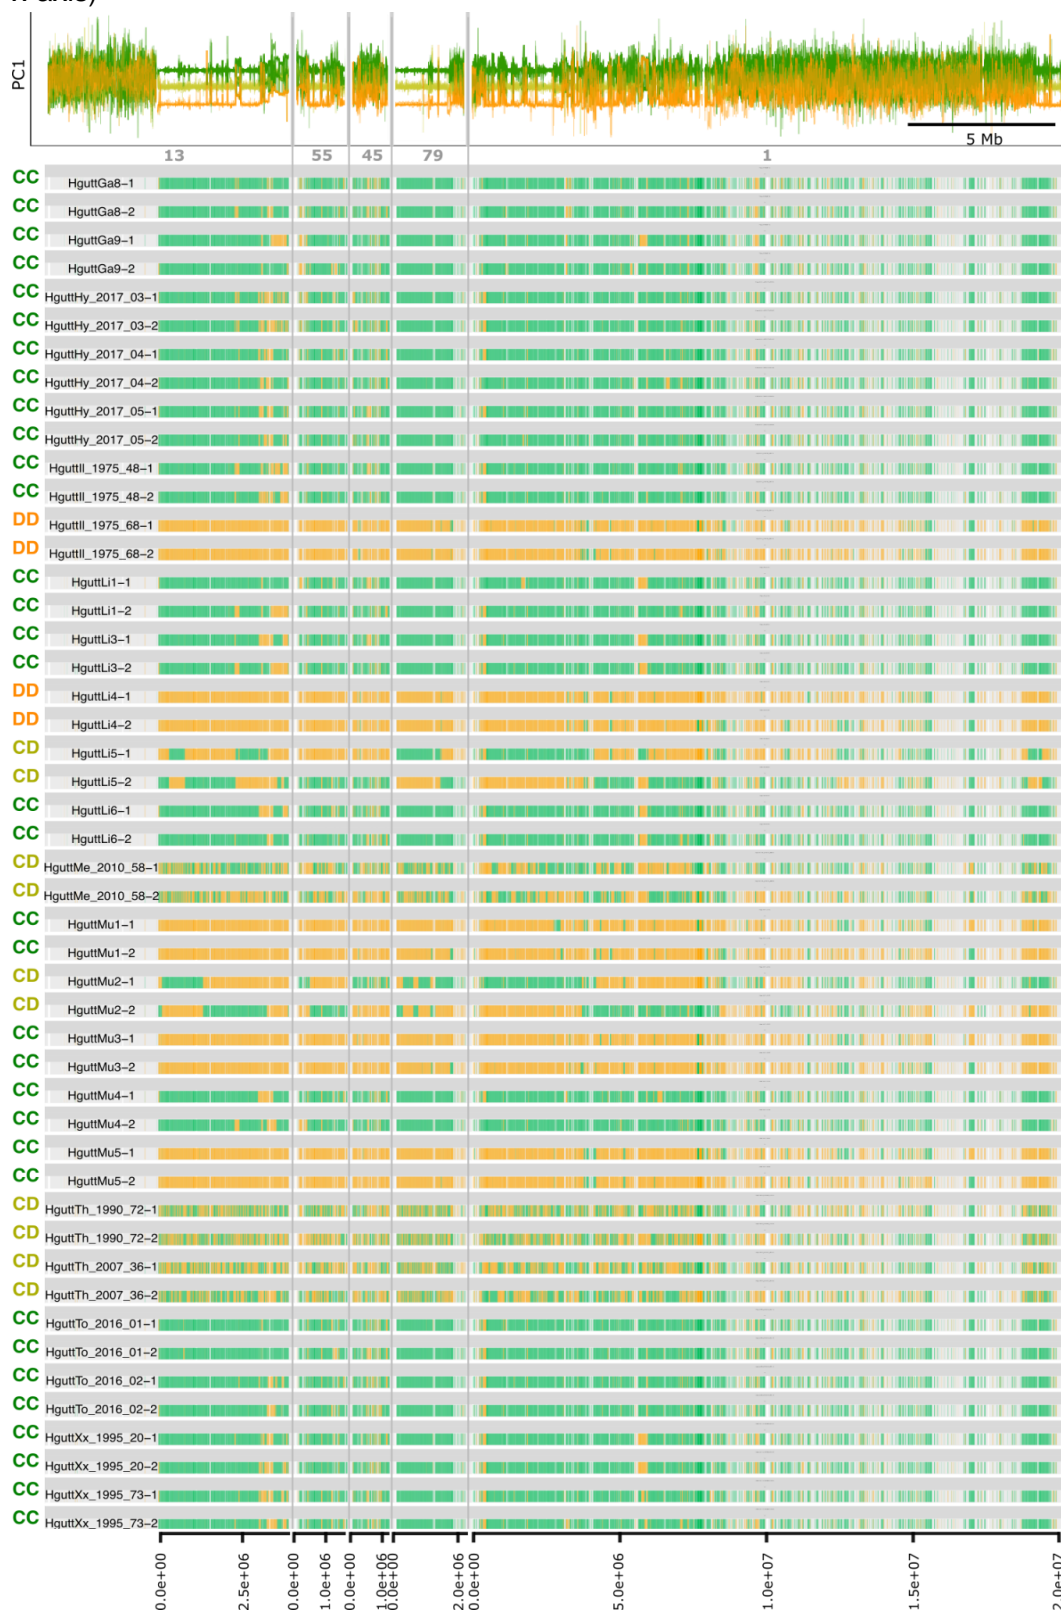 PC1
5 Mb
13 55 45 79 1
CC HguttGa8-1
CC HguttGa8-2
CC HguttGa9-1
CC HguttGa9-2
CC HguttHy_2017_03-1
CC HguttHy_2017_03-2
CC HguttHy_2017_04-1
CC HguttHy_2017_04-2
CC HguttHy_2017_05-1
CC HguttHy_2017_05-2
CC HguttIl_1975_48-1
CC HguttIl_1975_48-2
DD HguttIl_1975_68-1
DD HguttIl_1975_68-2
CC HguttLi1-1
CC HguttLi1-2
CC HguttLi3-1
CC HguttLi3-2
DD HguttLi4-1
DD HguttLi4-2
CD HguttLi5-1
CD HguttLi5-2
CC HguttLi6-1
CC HguttLi6-2
CD HguttMe_2010_58-1
CD HguttMe_2010_58-2
CC HguttMu1-1
CC HguttMu1-2
CD HguttMu2-1
CD HguttMu2-2
CC HguttMu3-1
CC HguttMu3-2
CC HguttMu4-1
CC HguttMu4-2
CC HguttMu5-1
CC HguttMu5-2
CD HguttTh_1990_72-1
CD HguttTh_1990_72-2
CD HguttTh_2007_36-1
CD HguttTh_2007_36-2
CC HguttTo_2016_01-1
CC HguttTo_2016_01-2
CC HguttTo_2016_02-1
CC HguttTo_2016_02-2
CC HguttXx_1995_20-1
CC HguttXx_1995_20-2
CC HguttXx_1995_73-1
CC HguttXx_1995_73-2
0.0e+00 2.5e+06 0.0e+00 1.0e+06 0.0e+00 1.0e+06 0.0e+00 2.0e+06 0.0e+00 5.0e+06 1.0e+07 1.5e+07 2.0e+07